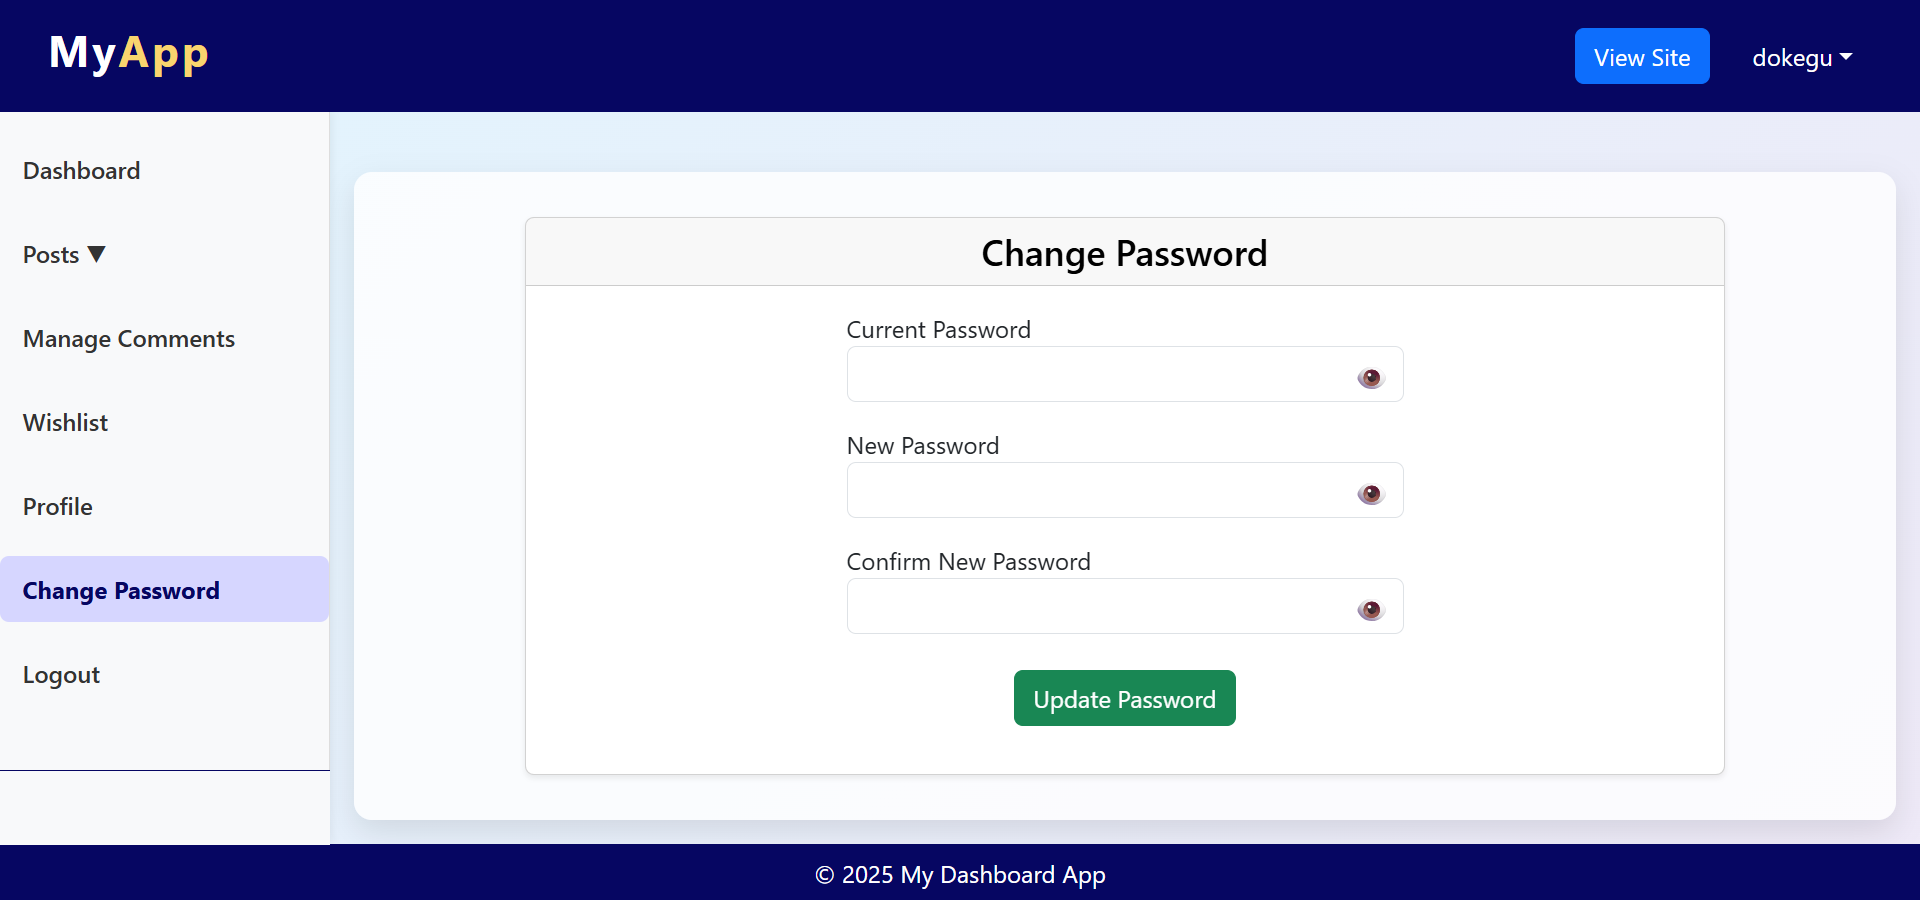 MyApp
View Site
dokegu
Dashboard
Posts ▼
Manage Comments
Wishlist
Profile
Change Password
Logout
Change Password
Current Password
New Password
Confirm New Password
Update Password
© 2025 My Dashboard App